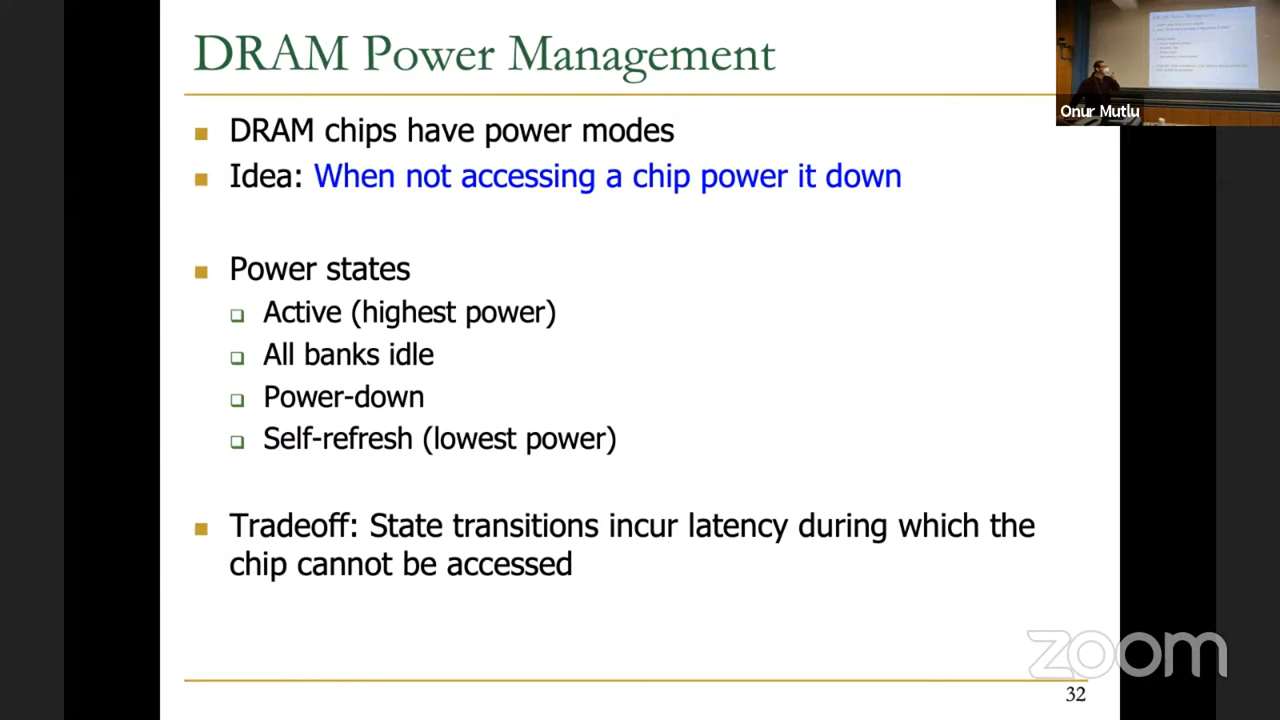 DRAM Power Management
Onur Mutlu
DRAM chips have power modes
Idea: When not accessing a chip power it down
Power states
Active (highest power)
All banks idle
Power-down
Self-refresh (lowest power)
Tradeoff: State transitions incur latency during which the
chip cannot be accessed
zoom
32